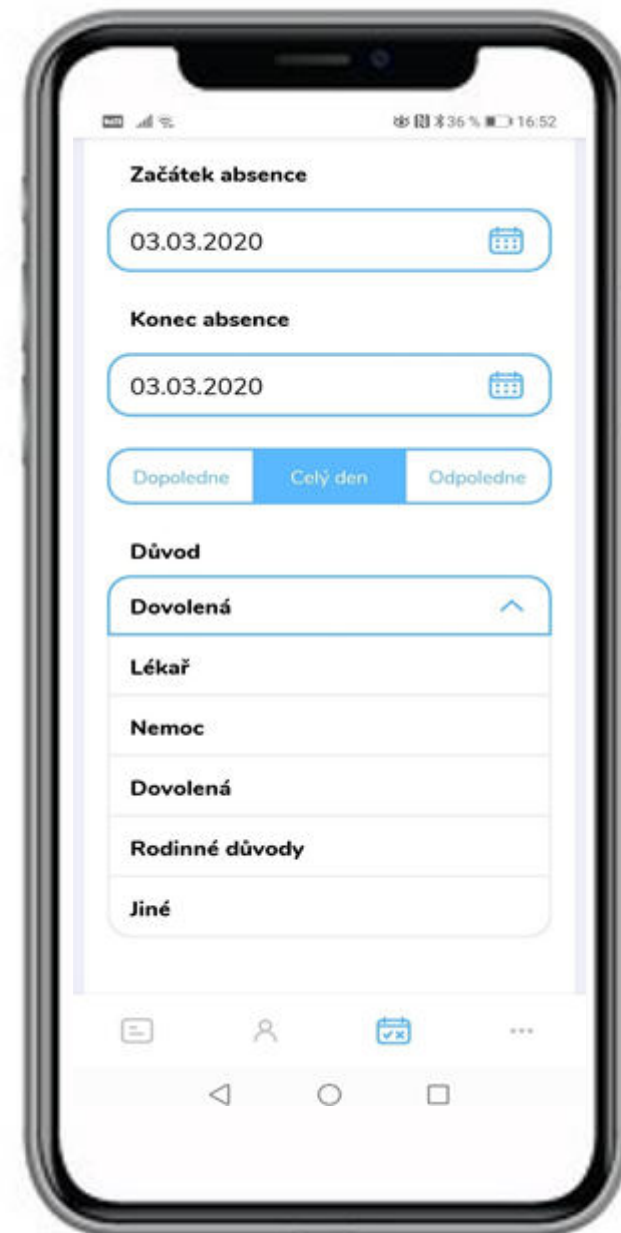 36 % 16:52
Začátek absence
03.03.2020
Konec absence
03.03.2020
Dopoledne Celý den Odpoledne
Důvod
Dovolená
Lékař
Nemoc
Dovolená
Rodinné důvody
Jiné